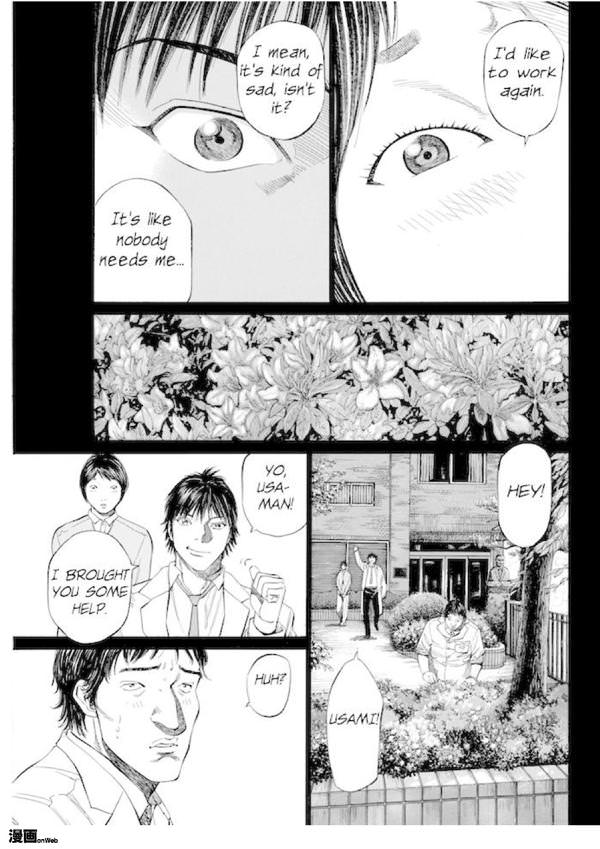 I'd like
to work
again.
I mean,
it's kind of
sad, isn't
it?
It's like
nobody
needs me...
HEY!
USAMI!
YO,
USA-
MAN!
I BROUGHT
YOU SOME
HELP.
HUH?
漫画onWeb